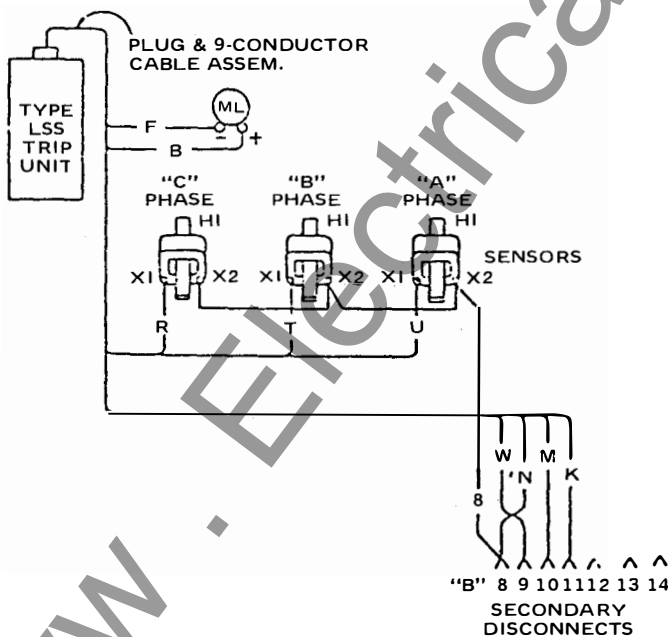 PLUG & 9-CONDUCTOR
CABLE ASSEM.
TYPE
LSS
TRIP
UNIT
ML
F
- +
B
"C"
PHASE
"B"
PHASE
"A"
PHASE
HI
HI
HI
SENSORS
X1
X2
X1
X2
X1
X2
R
T
U
W
'N
M
K
8
"B" 8 9 10 11 12 13 14
SECONDARY
DISCONNECTS
w . Electrica